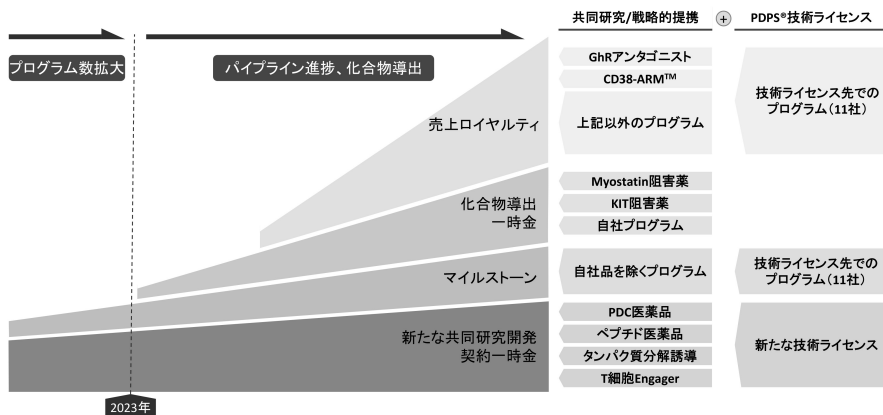 共同研究/戦略的提携
+
PDPS®技術ライセンス
プログラム数拡大
パイプライン進捗、化合物導出
売上ロイヤルティ
GhRアンタゴニスト
CD38-ARM™
上記以外のプログラム
技術ライセンス先での
プログラム(11社)
化合物導出
一時金
Myostatin阻害薬
KIT阻害薬
自社プログラム
マイルストーン
自社品を除くプログラム
技術ライセンス先での
プログラム(11社)
新たな共同研究開発
契約一時金
PDC医薬品
ペプチド医薬品
タンパク質分解誘導
T細胞Engager
新たな技術ライセンス
2023年